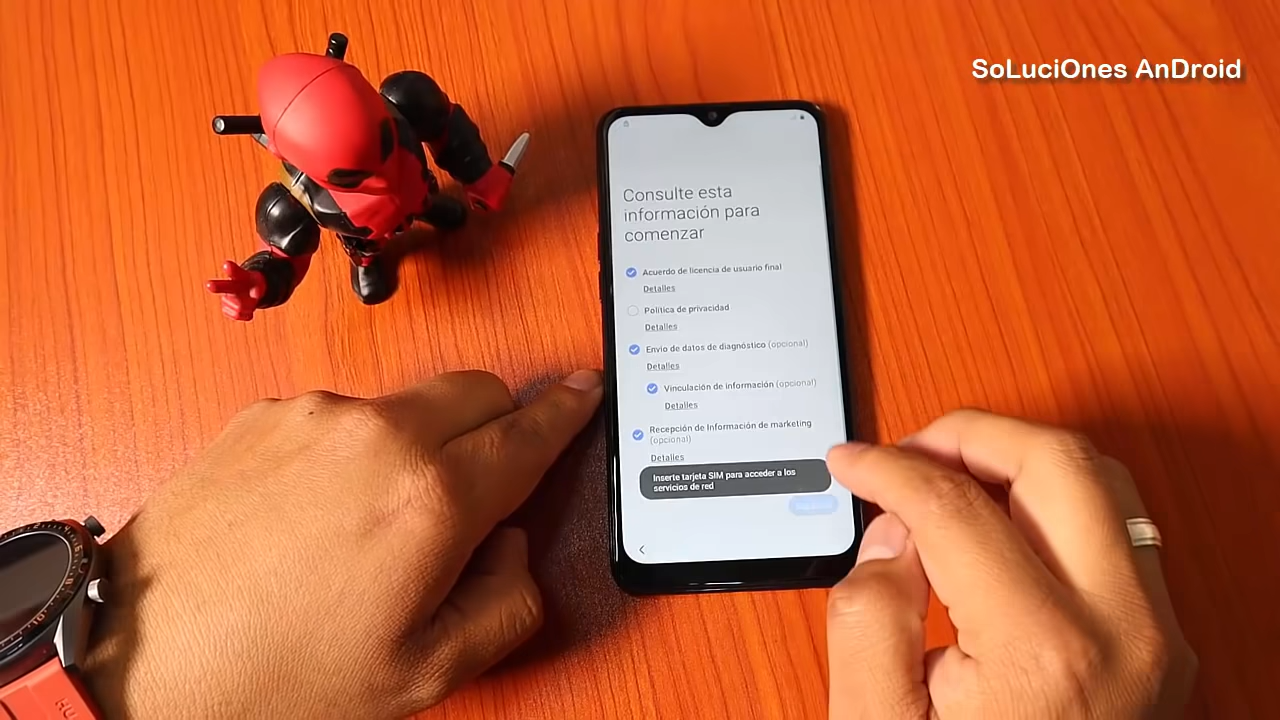 SoLuciOnes AnDroid
Consulte esta
información para
comenzar
Acuerdo de licencia de usuario final
Detalles
Política de privacidad
Detalles
Envío de datos de diagnóstico (opcional)
Detalles
Vinculación de información (opcional)
Detalles
Recepción de Información de marketing
(opcional)
Detalles
Inserte tarjeta SIM para acceder a los
servicios de red